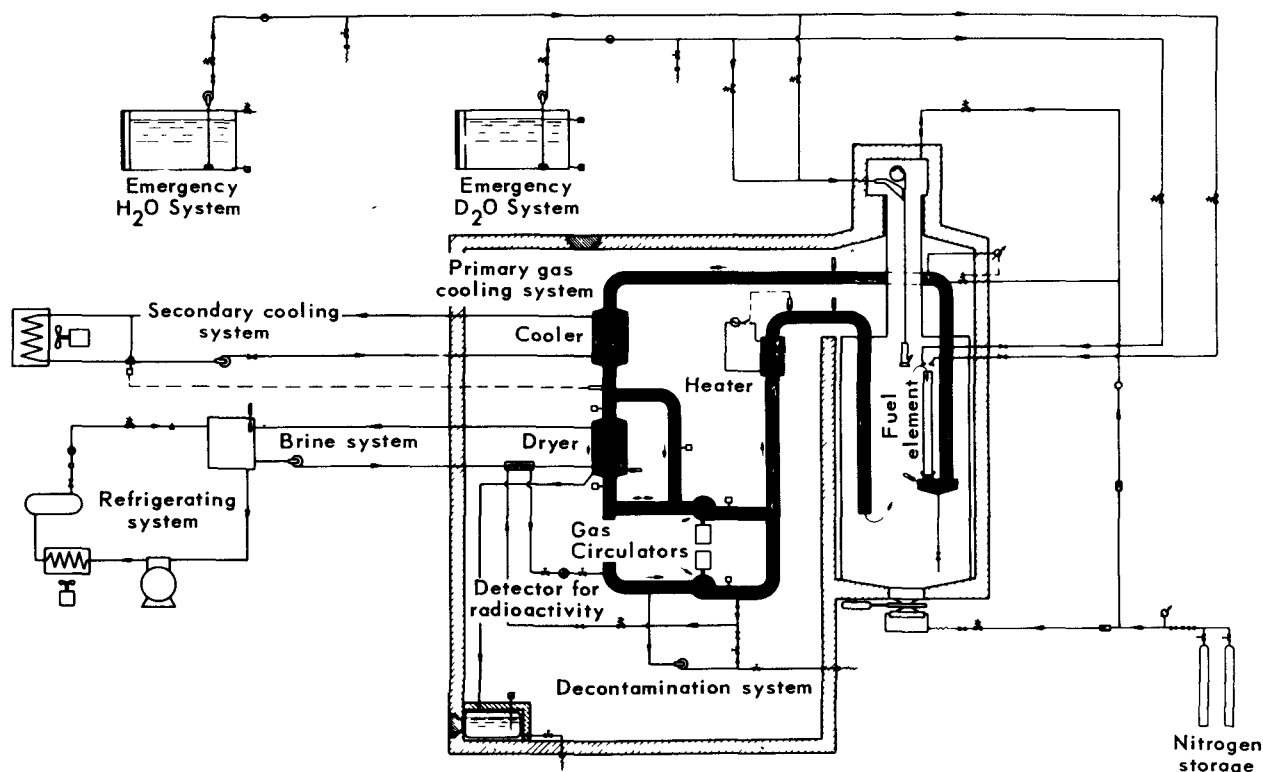 Emergency
H2O System
Emergency
D2O System
Primary gas
cooling system
Secondary cooling
system
Cooler
Heater
Fuel
element
Brine system
Dryer
Refrigerating
system
Gas
Circulators
Detector for
radioactivity
Decontamination system
Nitrogen
storage